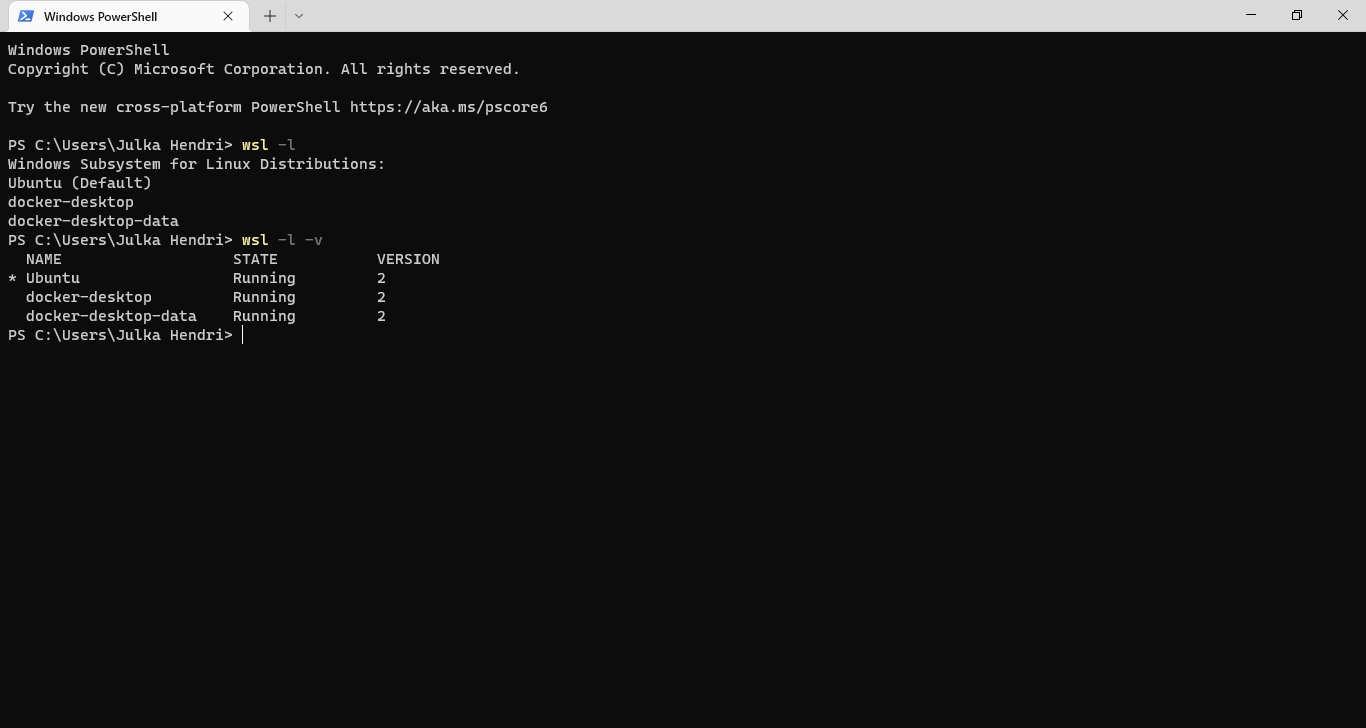 Windows PowerShell
Windows PowerShell
Copyright (C) Microsoft Corporation. All rights reserved.
Try the new cross-platform PowerShell https://aka.ms/pscore6
PS C:\Users\Julka Hendri> wsl -l
Windows Subsystem for Linux Distributions:
Ubuntu (Default)
docker-desktop
docker-desktop-data
PS C:\Users\Julka Hendri> wsl -l -v
  NAME                   STATE           VERSION
* Ubuntu                 Running         2
  docker-desktop         Running         2
  docker-desktop-data    Running         2
PS C:\Users\Julka Hendri>